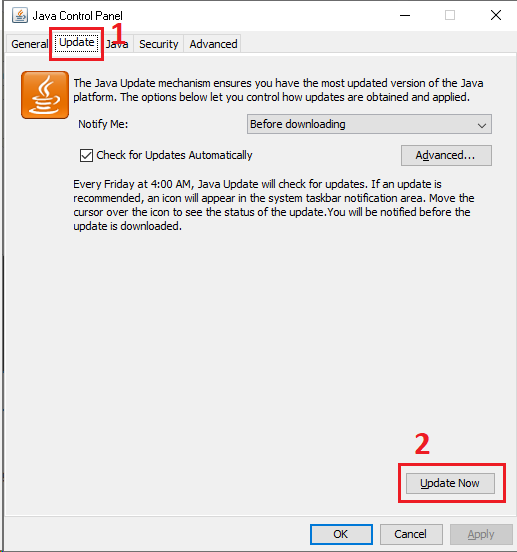 Java Control Panel
General Update Java Security Advanced
1
The Java Update mechanism ensures you have the most updated version of the Java
platform. The options below let you control how updates are obtained and applied.
Notify Me: Before downloading
Check for Updates Automatically Advanced...
Every Friday at 4:00 AM, Java Update will check for updates. If an update is
recommended, an icon will appear in the system taskbar notification area. Move the
cursor over the icon to see the status of the update.You will be notified before the
update is downloaded.
2
Update Now
OK Cancel Apply